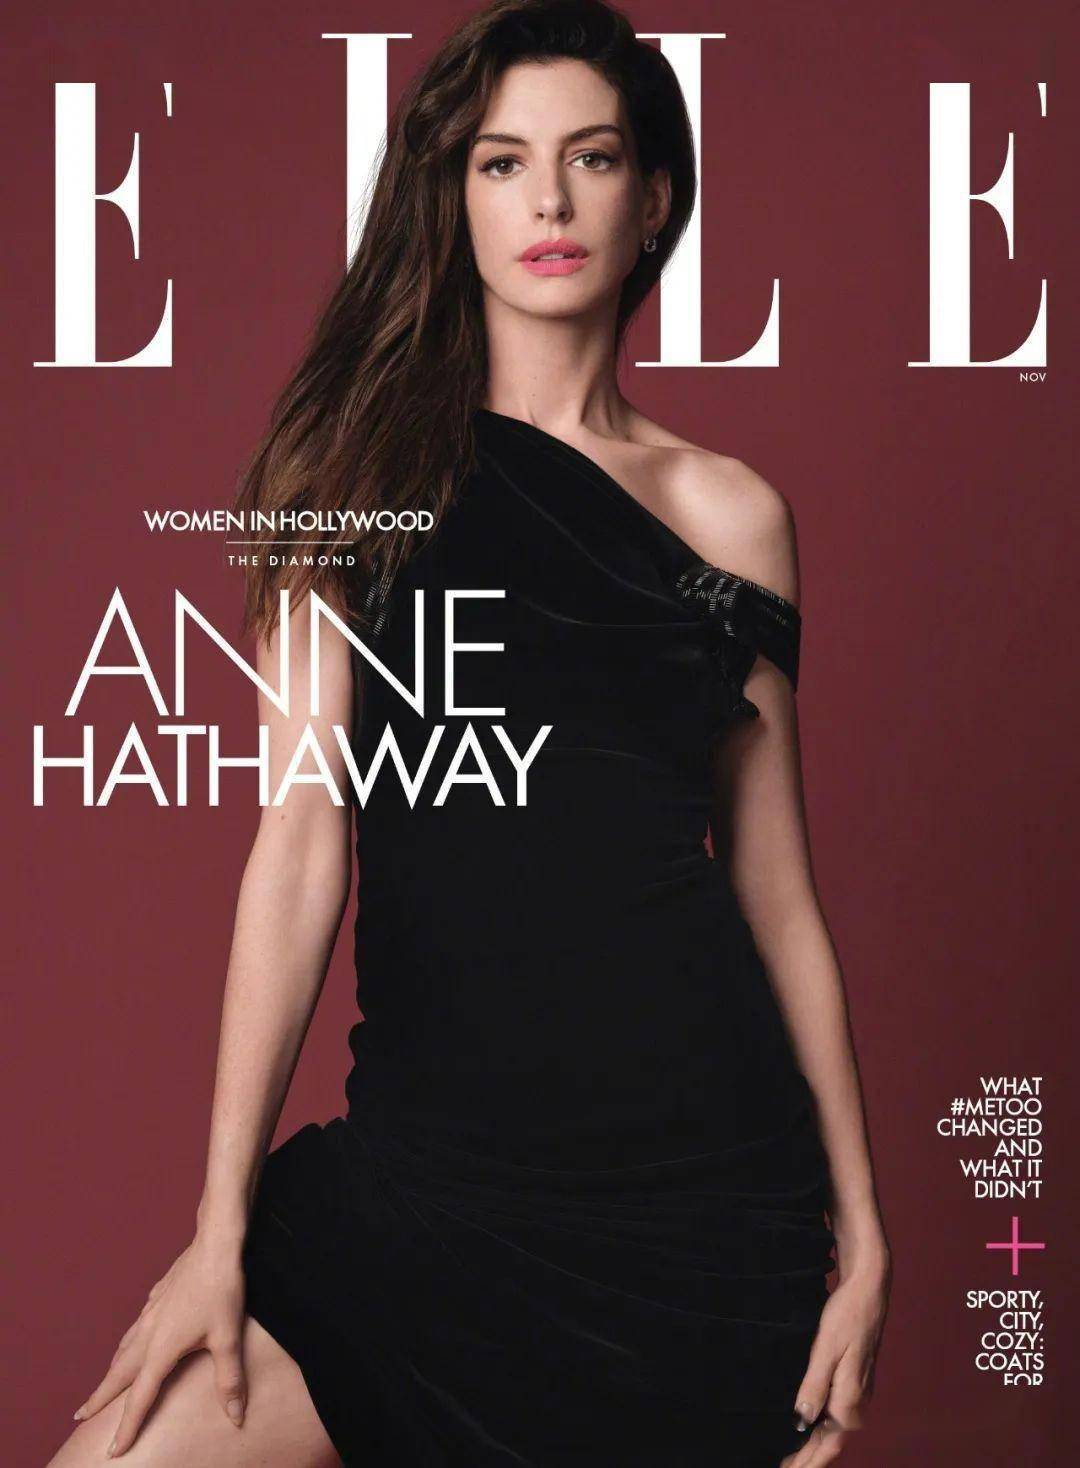 ELLE
NOV
WOMEN IN HOLLYWOOD
THE DIAMOND
ANNE
HATHAWAY
WHAT
#METOO
CHANGED
AND
WHAT IT
DIDN'T
+
SPORTY,
CITY,
COZY:
COATS
FOR